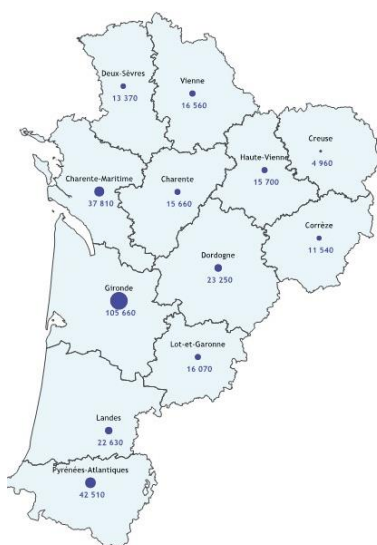 Deux-Sèvres
13 370
Vienne
16 560
Creuse
4 960
Haute-Vienne
15 700
Charente-Maritime
37 810
Charente
15 660
Corrèze
11 540
Dordogne
23 250
Gironde
105 660
Lot-et-Garonne
16 070
Landes
22 630
Pyrénées-Atlantiques
42 510